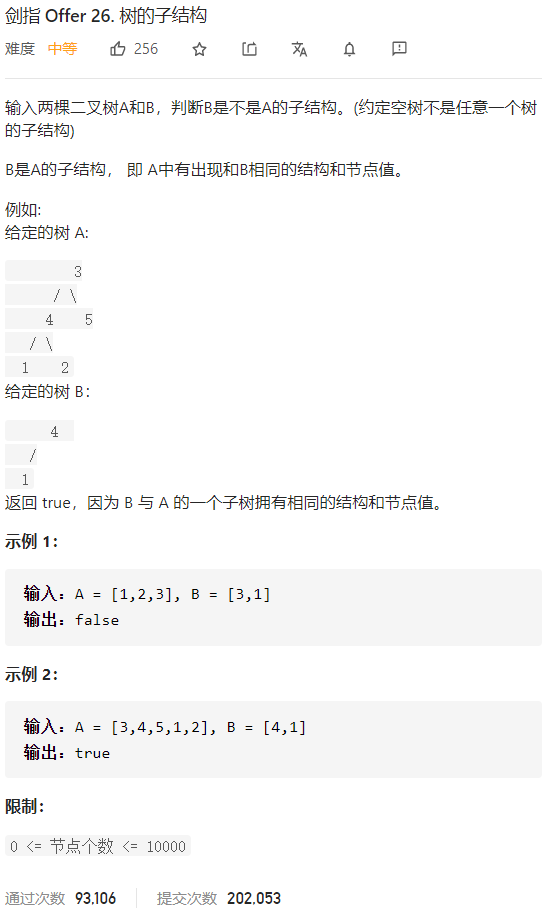 剑指 Offer 26. 树的子结构
难度 中等 256
输入两棵二叉树A和B，判断B是不是A的子结构。(约定空树不是任意一个树
的子结构)
B是A的子结构， 即 A中有出现和B相同的结构和节点值。
例如:
给定的树 A:
3
/ \
4 5
/ \
1 2
给定的树 B：
4
/
1
返回 true，因为 B 与 A 的一个子树拥有相同的结构和节点值。
示例 1：
输入：A = [1,2,3], B = [3,1]
输出：false
示例 2：
输入：A = [3,4,5,1,2], B = [4,1]
输出：true
限制：
0 <= 节点个数 <= 10000
通过次数 93,106 提交次数 202,053